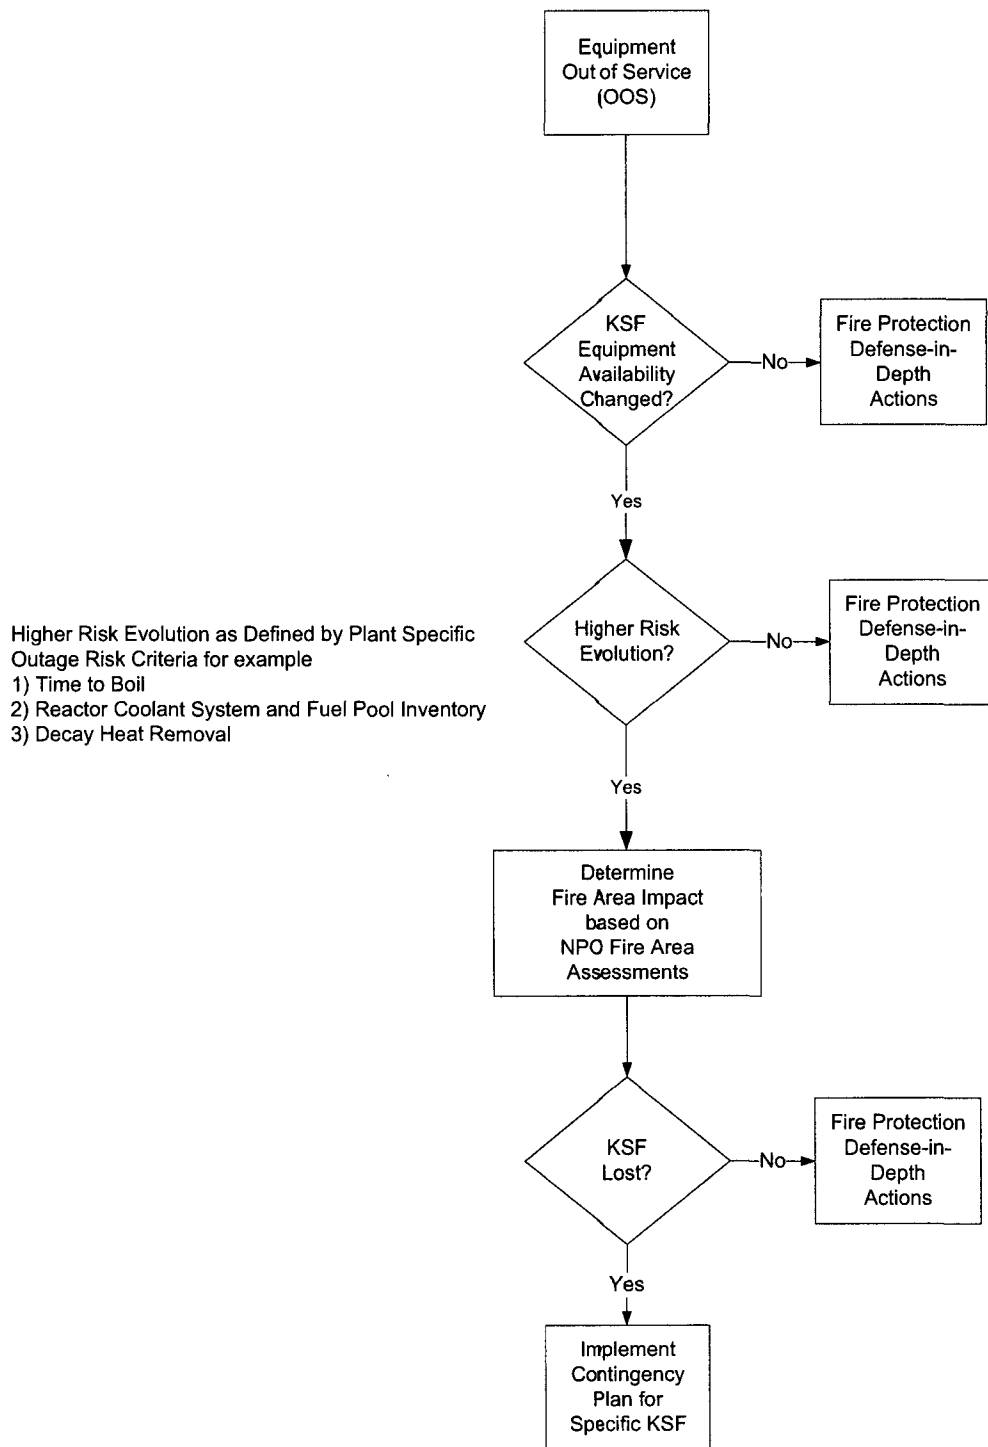 Equipment
Out of Service
(OOS)
KSF
Equipment
Availability
Changed?
No
Fire Protection
Defense-in-
Depth
Actions
Yes
Higher Risk Evolution as Defined by Plant Specific
Outage Risk Criteria for example
1) Time to Boil
2) Reactor Coolant System and Fuel Pool Inventory
3) Decay Heat Removal
Higher Risk
Evolution?
No
Fire Protection
Defense-in-
Depth
Actions
Yes
Determine
Fire Area Impact
based on
NPO Fire Area
Assessments
KSF
Lost?
No
Fire Protection
Defense-in-
Depth
Actions
Yes
Implement
Contingency
Plan for
Specific KSF